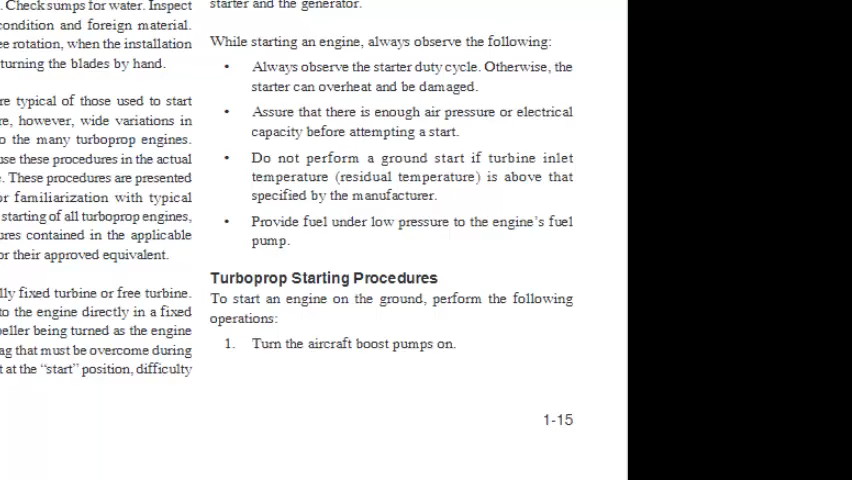 . Check sumps for water. Inspect
condition and foreign material.
ee rotation, when the installation
turning the blades by hand.
re typical of those used to start
re, however, wide variations in
o the many turboprop engines.
use these procedures in the actual
. These procedures are presented
or familiarization with typical
starting of all turboprop engines,
ures contained in the applicable
or their approved equivalent.
lly fixed turbine or free turbine.
to the engine directly in a fixed
peller being turned as the engine
ag that must be overcome during
t at the “start” position, difficulty
starter and the generator.
While starting an engine, always observe the following:
• Always observe the starter duty cycle. Otherwise, the
starter can overheat and be damaged.
• Assure that there is enough air pressure or electrical
capacity before attempting a start.
• Do not perform a ground start if turbine inlet
temperature (residual temperature) is above that
specified by the manufacturer.
• Provide fuel under low pressure to the engine’s fuel
pump.
Turboprop Starting Procedures
To start an engine on the ground, perform the following
operations:
1. Turn the aircraft boost pumps on.
1-15